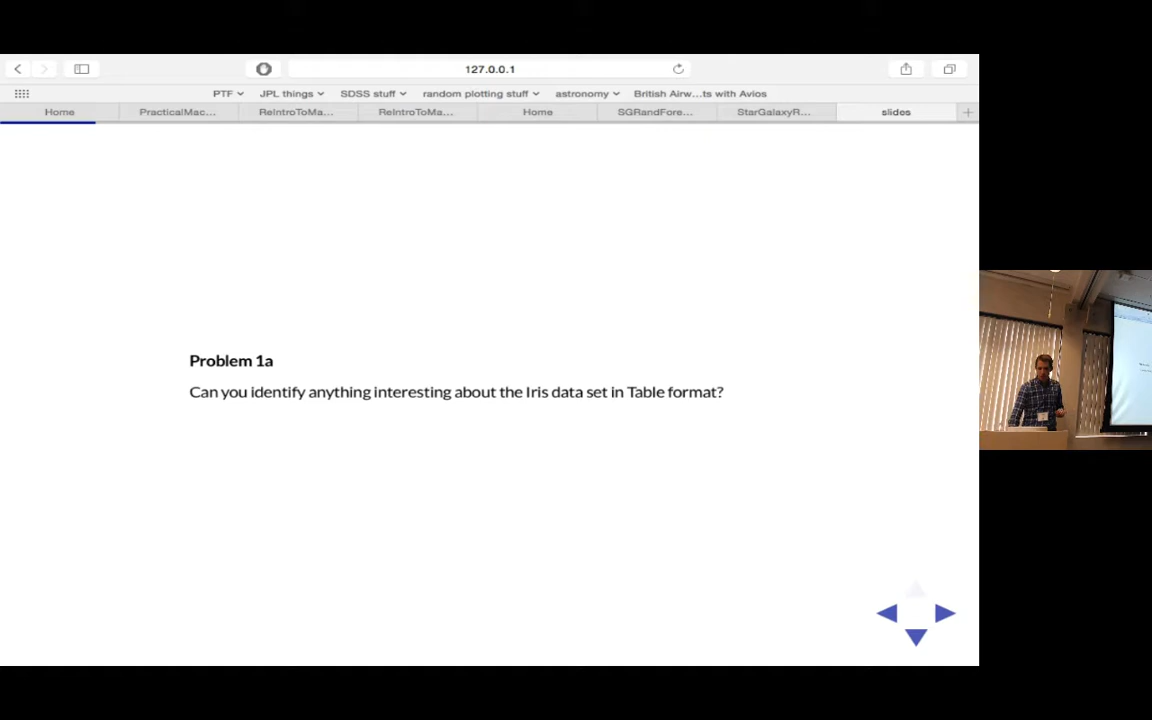 127.0.0.1
PTF JPL things SDSS stuff random plotting stuff astronomy British Airw...ts with Avios
Home PracticalMac... ReIntroToMa... ReIntroToMa... Home SGRandFore... StarGalaxyR... slides
Problem 1a
Can you identify anything interesting about the Iris data set in Table format?